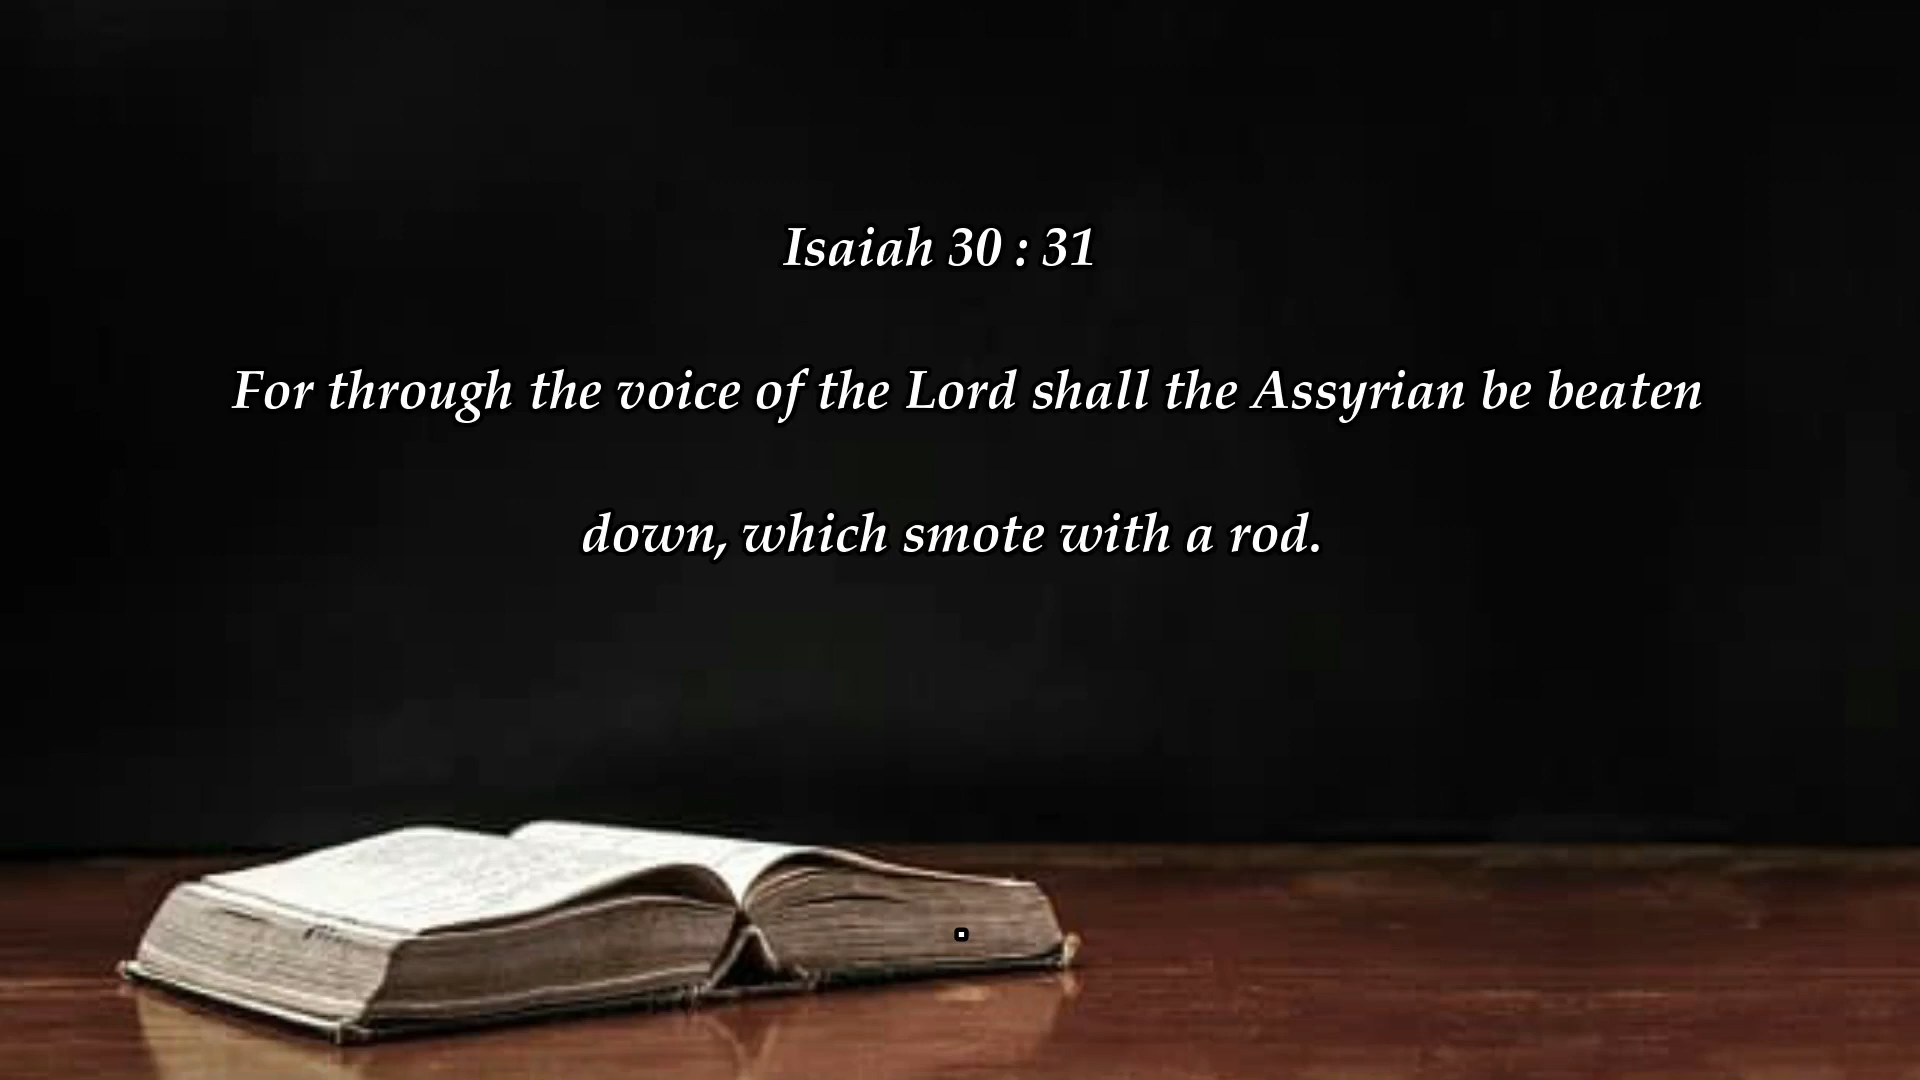 Isaiah 30 : 31
For through the voice of the Lord shall the Assyrian be beaten
down, which smote with a rod.